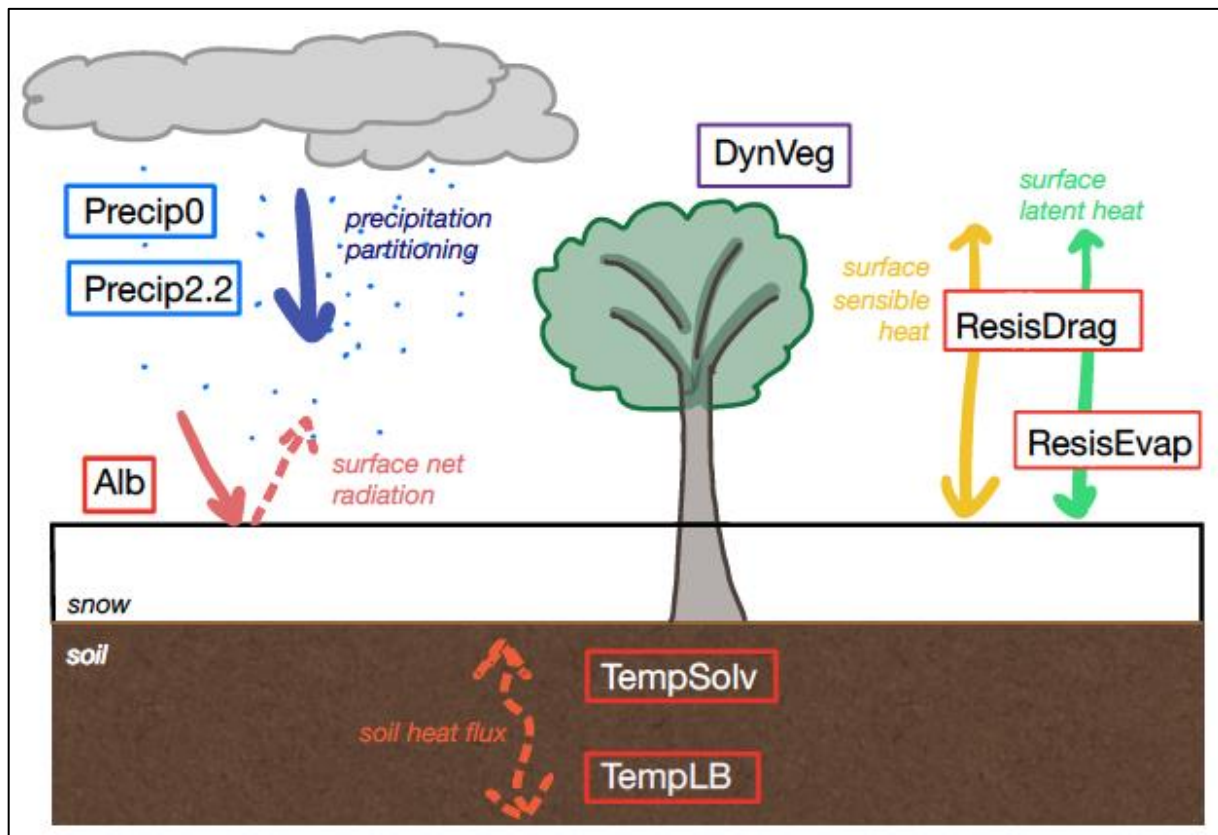 DynVeg
Precip0
precipitation
partitioning
Precip2.2
surface
latent heat
surface
sensible
heat
ResisDrag
ResisEvap
Alb
surface net
radiation
snow
soil
TempSolv
soil heat flux
TempLB